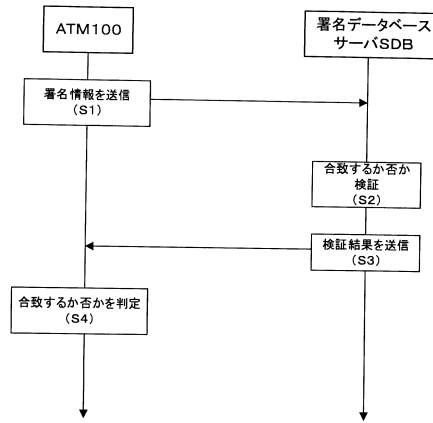 ATM100
署名データベース
サーバSDB
署名情報を送信
(S1)
合致するか否か
検証
(S2)
検証結果を送信
(S3)
合致するか否かを判定
(S4)